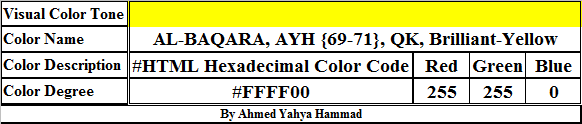 Visual Color Tone
Color Name AL-BAQARA, AYH {69-71}, QK, Brilliant-Yellow
Color Description #HTML Hexadecimal Color Code Red Green Blue
Color Degree #FFFF00 255 255 0
By Ahmed Yahya Hammad